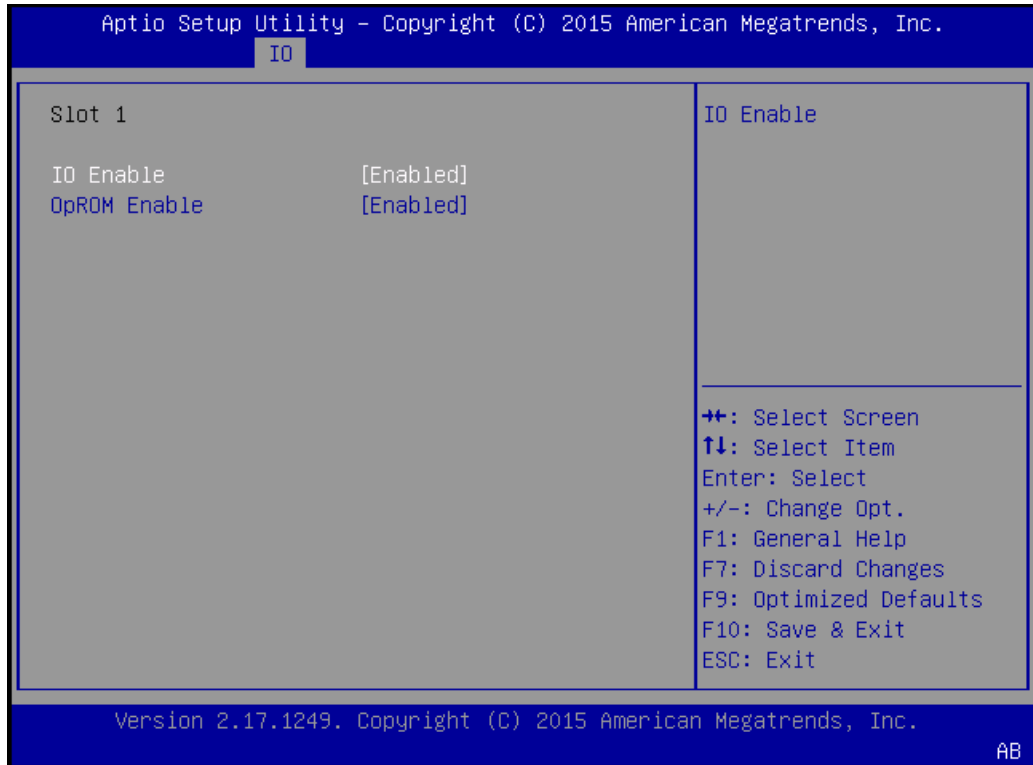 Aptio Setup Utility – Copyright (C) 2015 American Megatrends, Inc.
IO
Slot 1
IO Enable [Enabled]
OpROM Enable [Enabled]
IO Enable
→←: Select Screen
↑↓: Select Item
Enter: Select
+/-: Change Opt.
F1: General Help
F7: Discard Changes
F9: Optimized Defaults
F10: Save & Exit
ESC: Exit
Version 2.17.1249. Copyright (C) 2015 American Megatrends, Inc.
AB